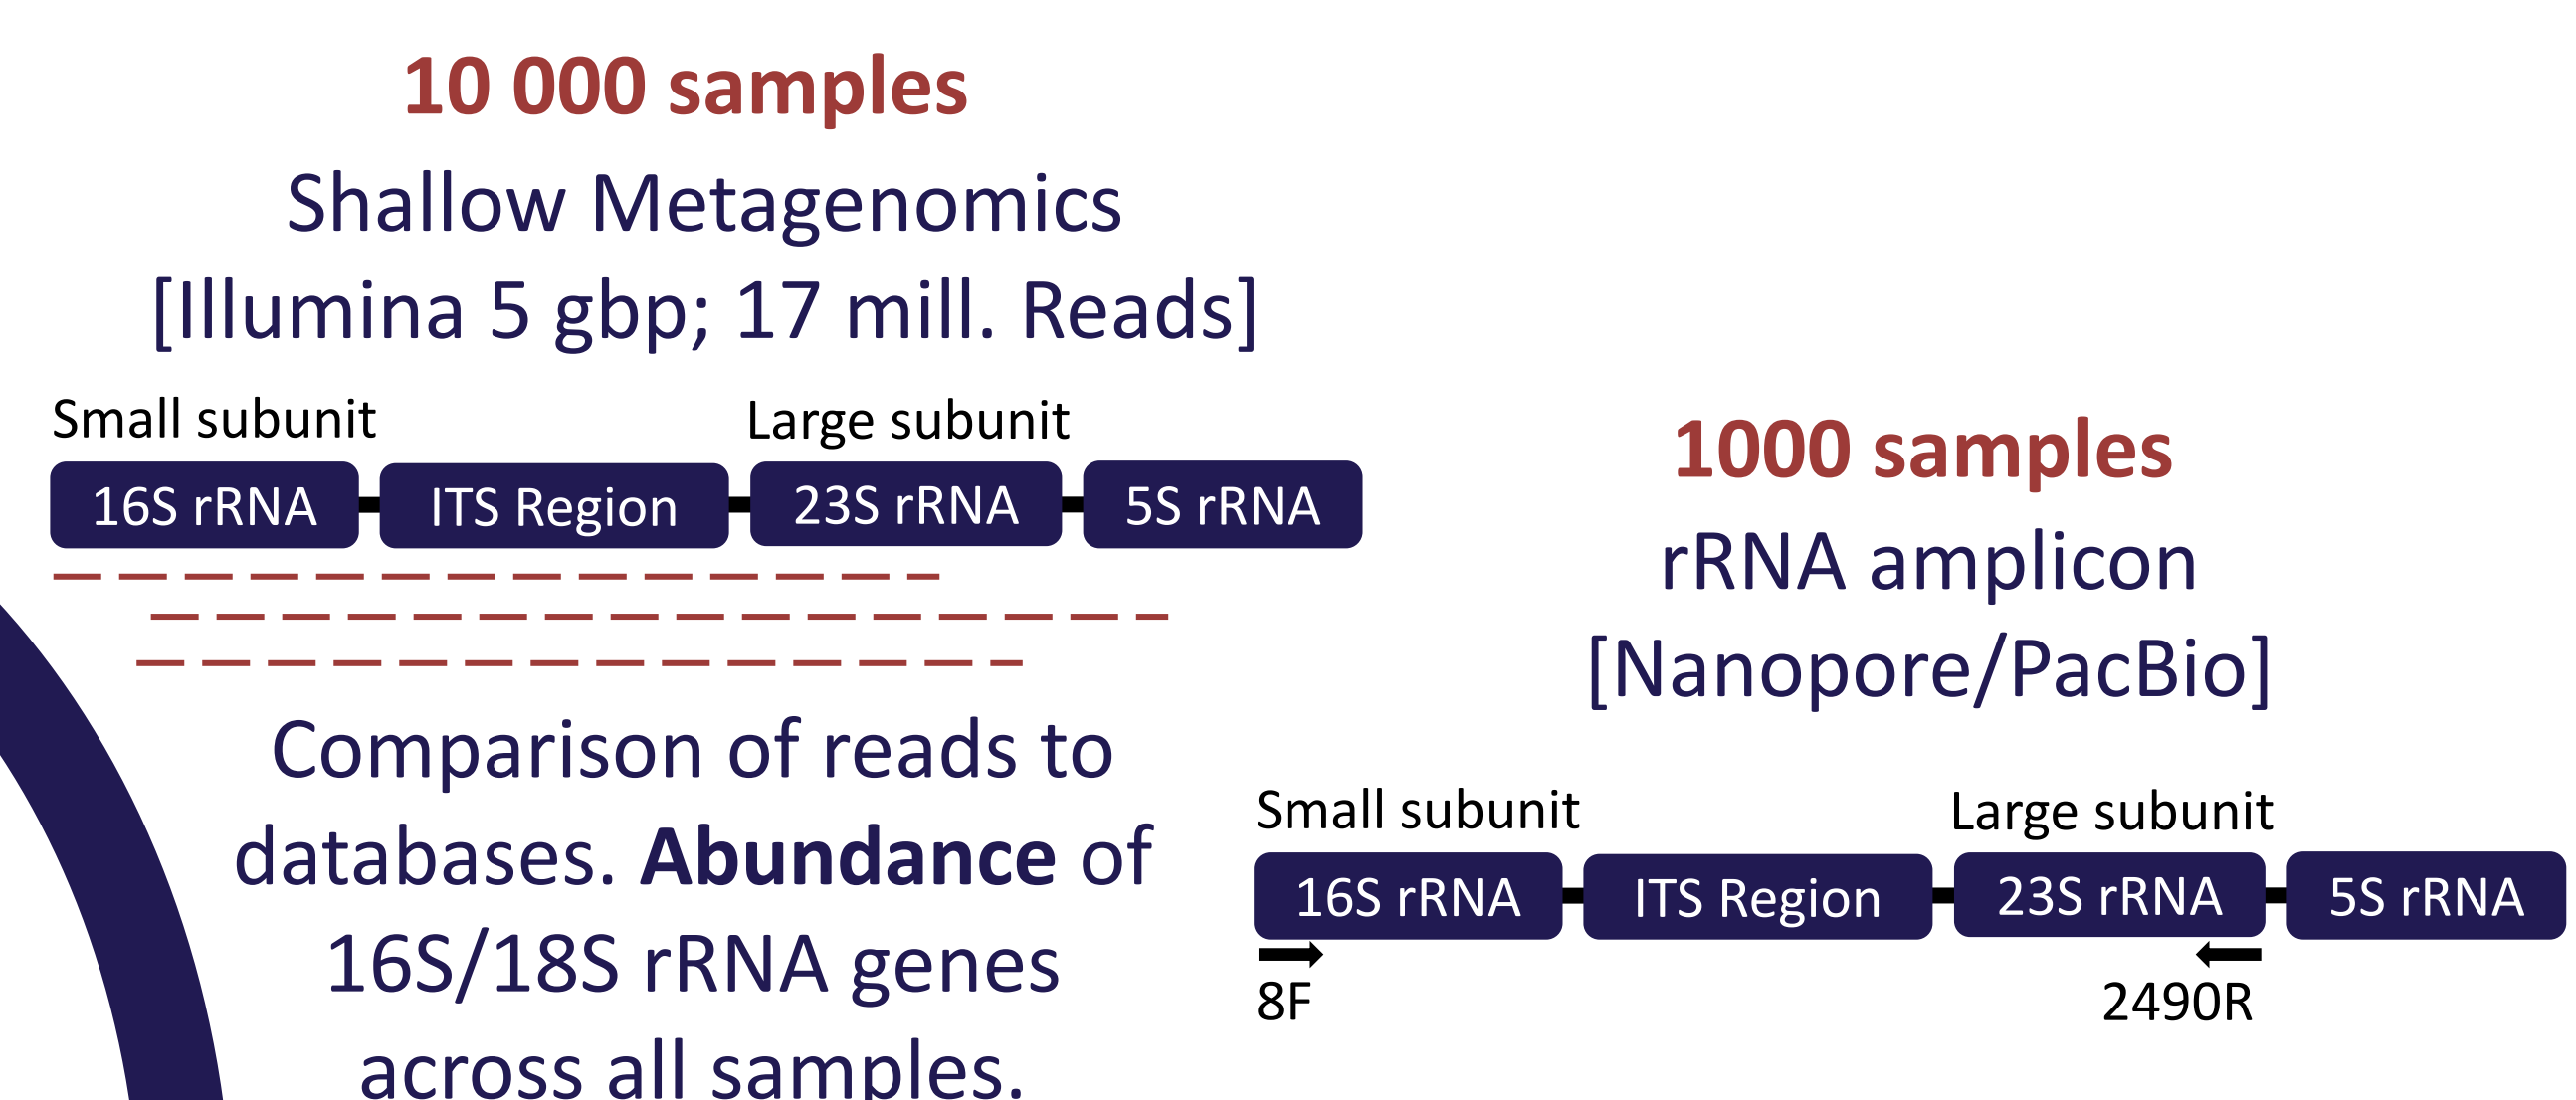 10 000 samples
Shallow Metagenomics
[Illumina 5 gbp; 17 mill. Reads]
Small subunit
Large subunit
16S rRNA
ITS Region
23S rRNA
5S rRNA
Comparison of reads to
databases. Abundance of
16S/18S rRNA genes
across all samples.
1000 samples
rRNA amplicon
[Nanopore/PacBio]
Small subunit
Large subunit
16S rRNA
ITS Region
23S rRNA
5S rRNA
8F
2490R